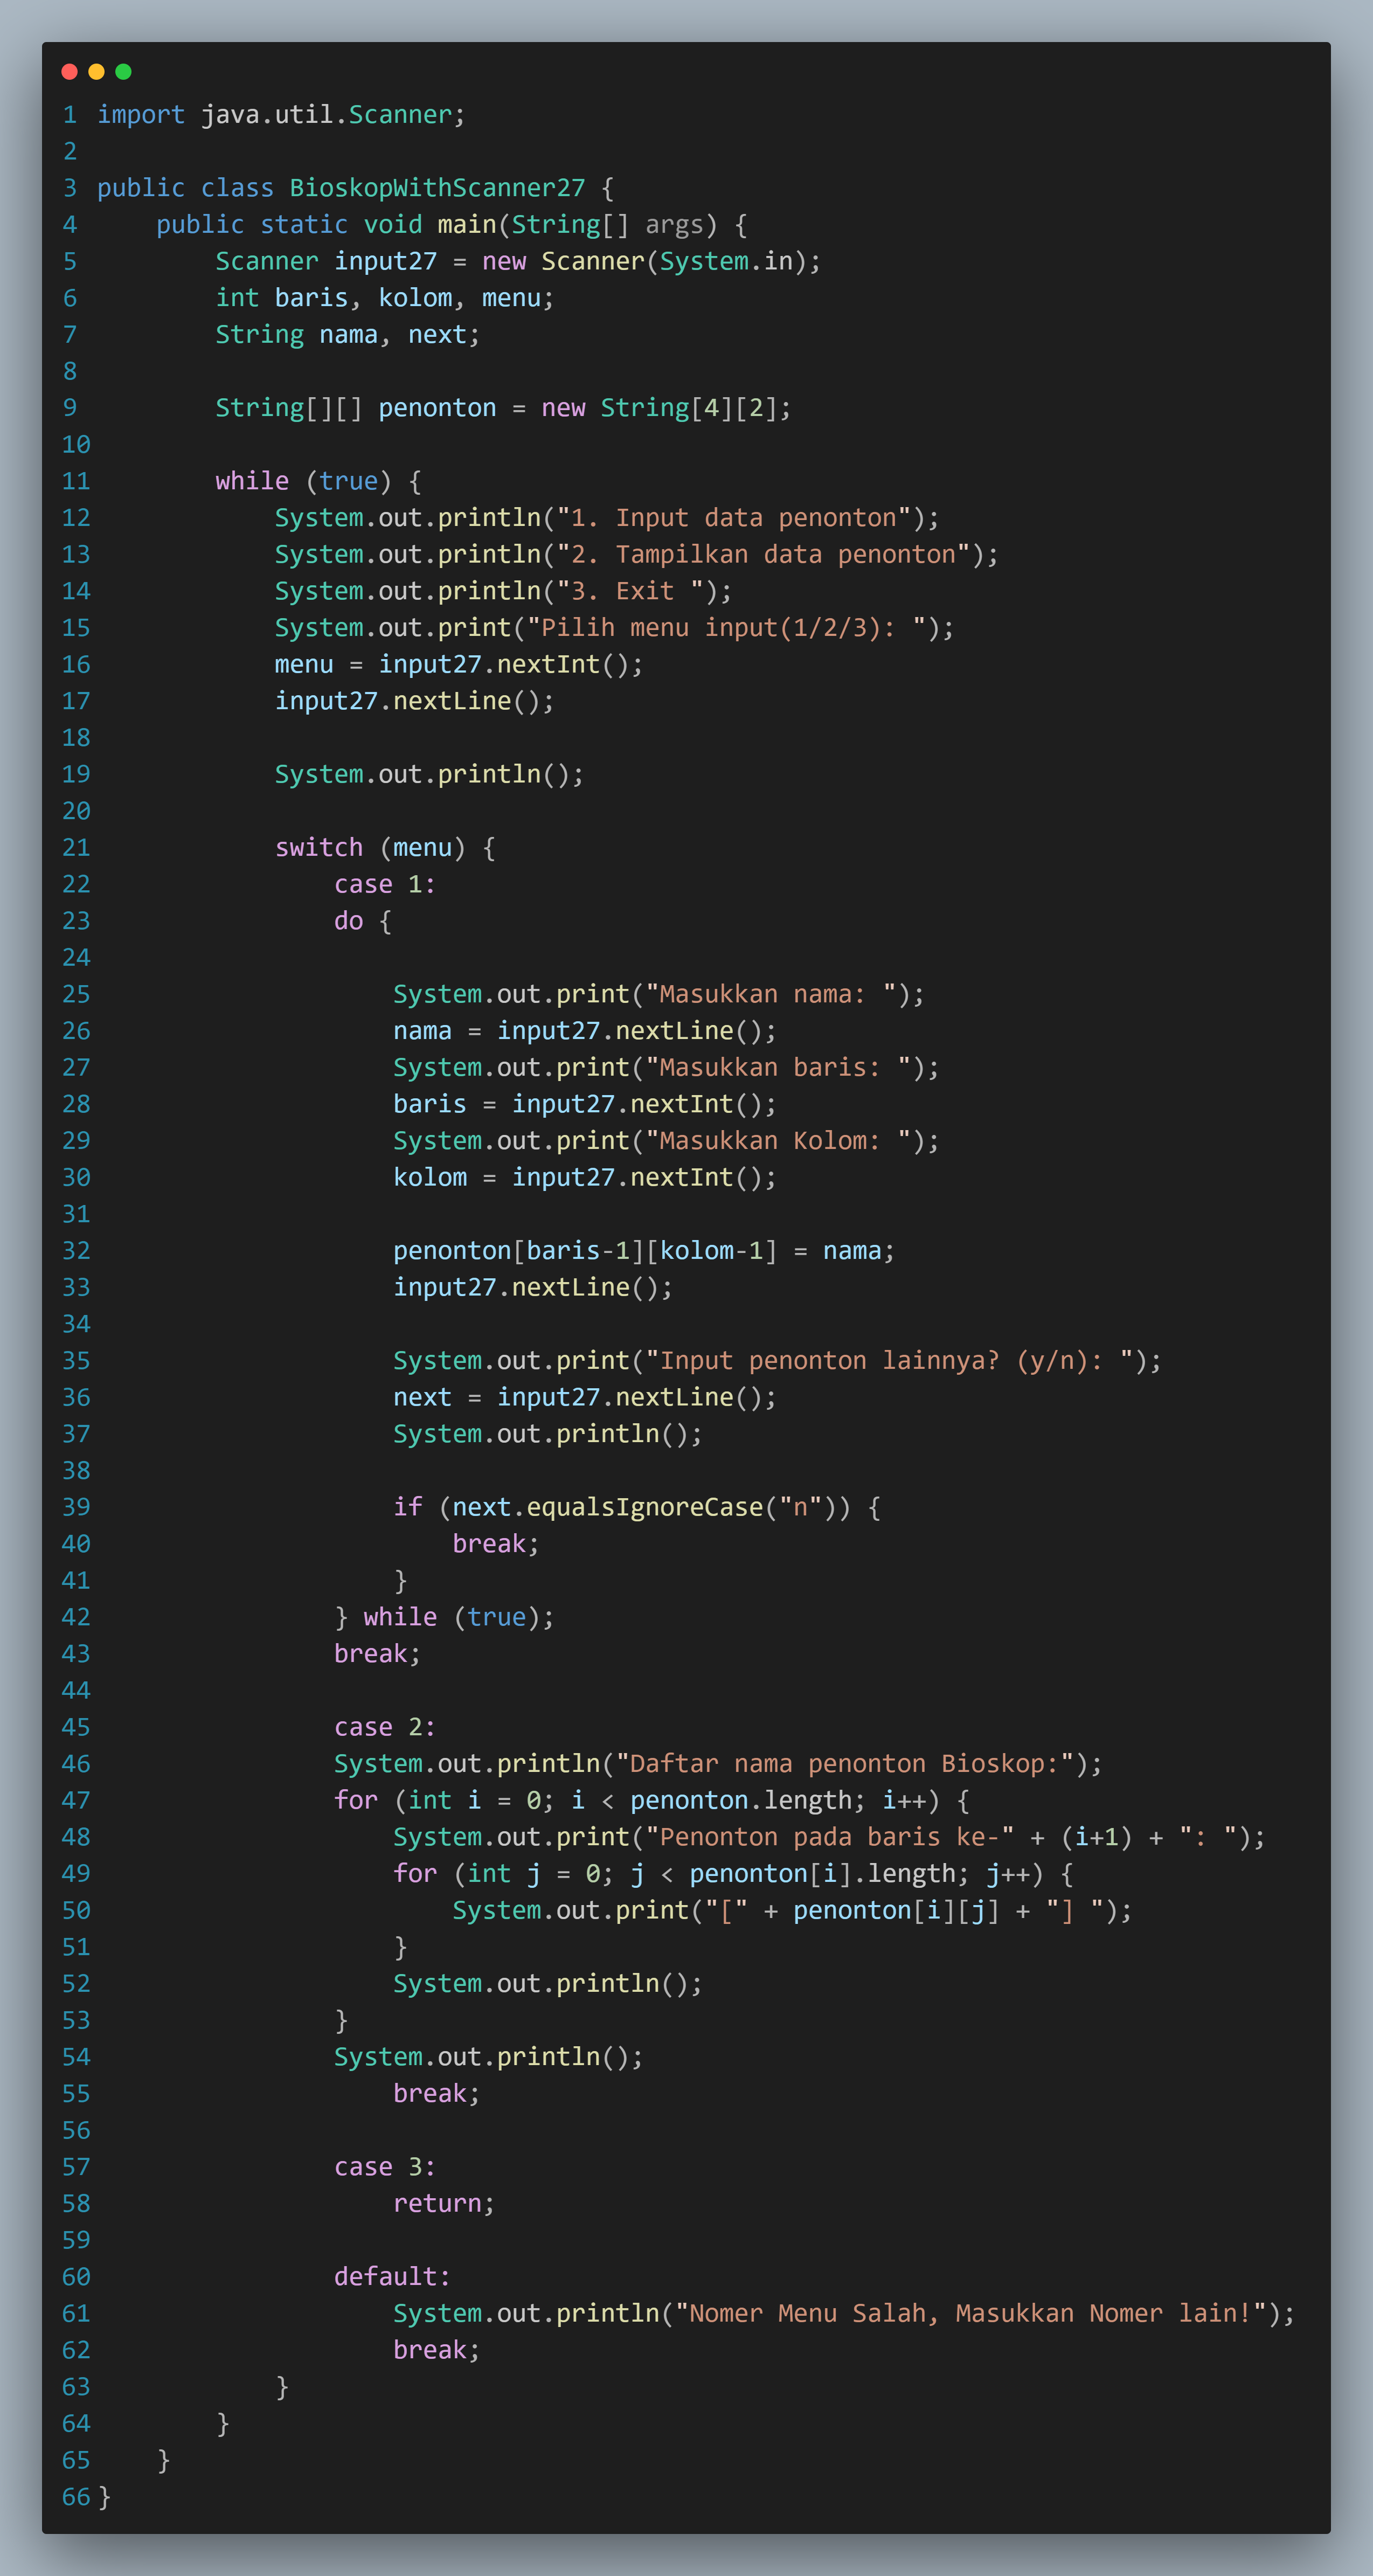 1 import java.util.Scanner;
2
3 public class BioskopWithScanner27 {
4     public static void main(String[] args) {
5         Scanner input27 = new Scanner(System.in);
6         int baris, kolom, menu;
7         String nama, next;
8
9         String[][] penonton = new String[4][2];
10
11         while (true) {
12             System.out.println("1. Input data penonton");
13             System.out.println("2. Tampilkan data penonton");
14             System.out.println("3. Exit ");
15             System.out.print("Pilih menu input(1/2/3): ");
16             menu = input27.nextInt();
17             input27.nextLine();
18
19             System.out.println();
20
21             switch (menu) {
22                 case 1:
23                 do {
24
25                     System.out.print("Masukkan nama: ");
26                     nama = input27.nextLine();
27                     System.out.print("Masukkan baris: ");
28                     baris = input27.nextInt();
29                     System.out.print("Masukkan Kolom: ");
30                     kolom = input27.nextInt();
31
32                     penonton[baris-1][kolom-1] = nama;
33                     input27.nextLine();
34
35                     System.out.print("Input penonton lainnya? (y/n): ");
36                     next = input27.nextLine();
37                     System.out.println();
38
39                     if (next.equalsIgnoreCase("n")) {
40                         break;
41                     }
42                 } while (true);
43                 break;
44
45                 case 2:
46                 System.out.println("Daftar nama penonton Bioskop:");
47                 for (int i = 0; i < penonton.length; i++) {
48                     System.out.print("Penonton pada baris ke-" + (i+1) + ": ");
49                     for (int j = 0; j < penonton[i].length; j++) {
50                         System.out.print("[" + penonton[i][j] + "] ");
51                     }
52                     System.out.println();
53                 }
54                 System.out.println();
55                     break;
56
57                 case 3:
58                     return;
59
60                 default:
61                     System.out.println("Nomer Menu Salah, Masukkan Nomer lain!");
62                     break;
63             }
64         }
65     }
66 }